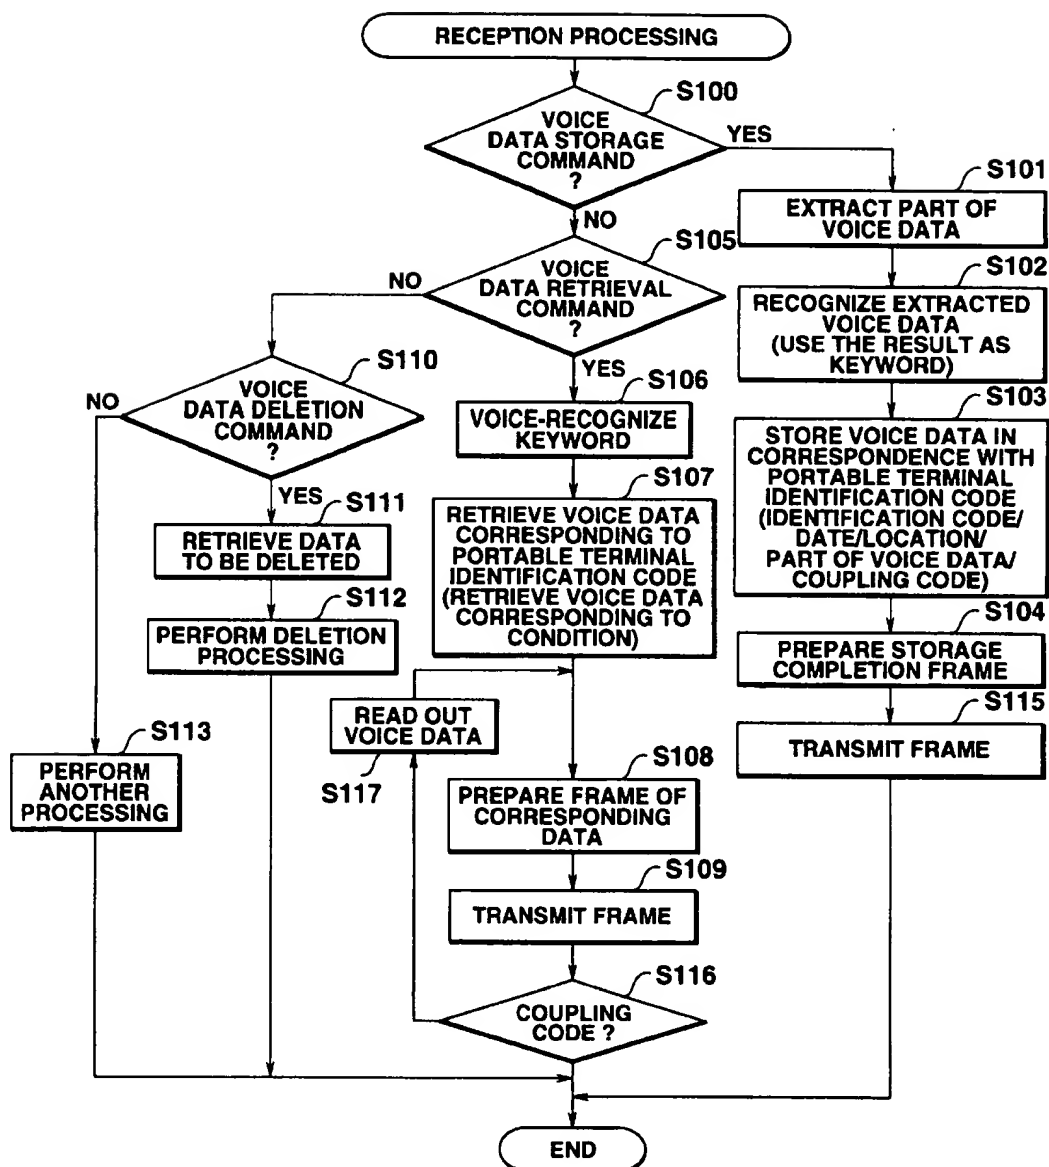 RECEPTION PROCESSING
S100
VOICE
DATA STORAGE
COMMAND
?
YES
NO
S101
EXTRACT PART OF
VOICE DATA
S102
RECOGNIZE EXTRACTED
VOICE DATA
(USE THE RESULT AS
KEYWORD)
S103
STORE VOICE DATA IN
CORRESPONDENCE WITH
PORTABLE TERMINAL
IDENTIFICATION CODE
(IDENTIFICATION CODE/
DATE/LOCATION/
PART OF VOICE DATA/
COUPLING CODE)
S104
PREPARE STORAGE
COMPLETION FRAME
S115
TRANSMIT FRAME
S105
VOICE
DATA RETRIEVAL
COMMAND
?
NO
YES
S106
VOICE-RECOGNIZE
KEYWORD
S107
RETRIEVE VOICE DATA
CORRESPONDING TO
PORTABLE TERMINAL
IDENTIFICATION CODE
(RETRIEVE VOICE DATA
CORRESPONDING TO
CONDITION)
S108
PREPARE FRAME OF
CORRESPONDING
DATA
S109
TRANSMIT FRAME
S116
COUPLING
CODE ?
READ OUT
VOICE DATA
S117
S110
VOICE
DATA DELETION
COMMAND
?
NO
YES
S111
RETRIEVE DATA
TO BE DELETED
S112
PERFORM DELETION
PROCESSING
S113
PERFORM
ANOTHER
PROCESSING
END